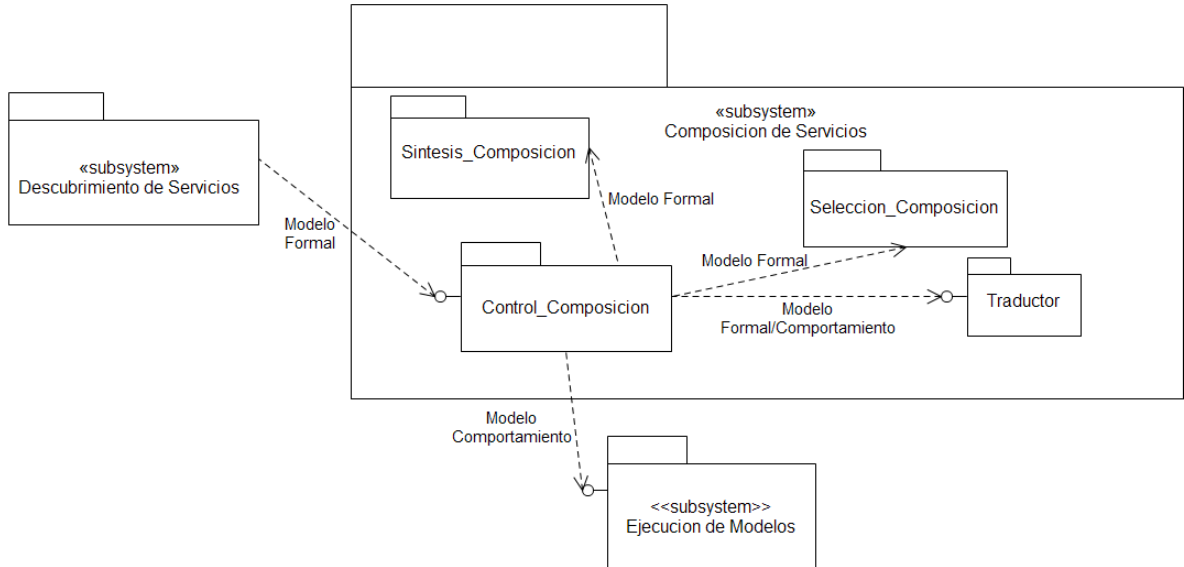 «subsystem»
Composicion de Servicios
«subsystem»
Descubrimiento de Servicios
Sintesis_Composicion
Modelo Formal
Seleccion_Composicion
Modelo
Formal
Modelo Formal
Control_Composicion
Traductor
Modelo
Formal/Comportamiento
Modelo
Comportamiento
<<subsystem>>
Ejecucion de Modelos